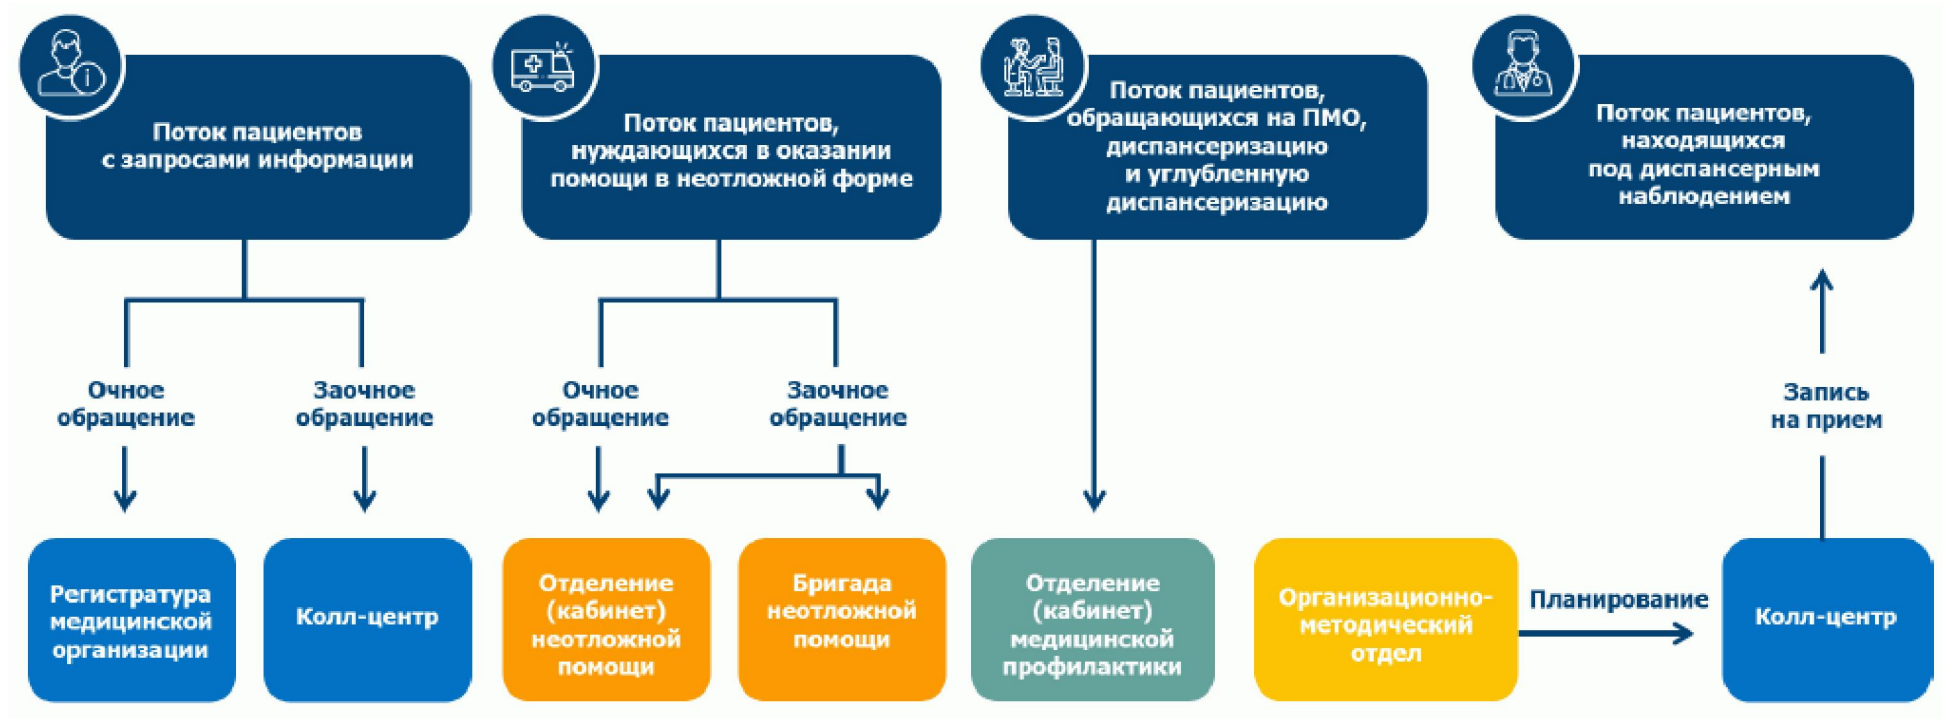 Поток пациентов
с запросами информации
Поток пациентов,
нуждающихся в оказании
помощи в неотложной форме
Поток пациентов,
обращающихся на ПМО,
диспансеризацию
и углубленную
диспансеризацию
Поток пациентов,
находящихся
под диспансерным
наблюдением
Очное
обращение
Заочное
обращение
Очное
обращение
Заочное
обращение
Запись
на прием
Регистратура
медицинской
организации
Колл-центр
Отделение
(кабинет)
неотложной
помощи
Бригада
неотложной
помощи
Отделение
(кабинет)
медицинской
профилактики
Организационно-
методический
отдел
Планирование
Колл-центр